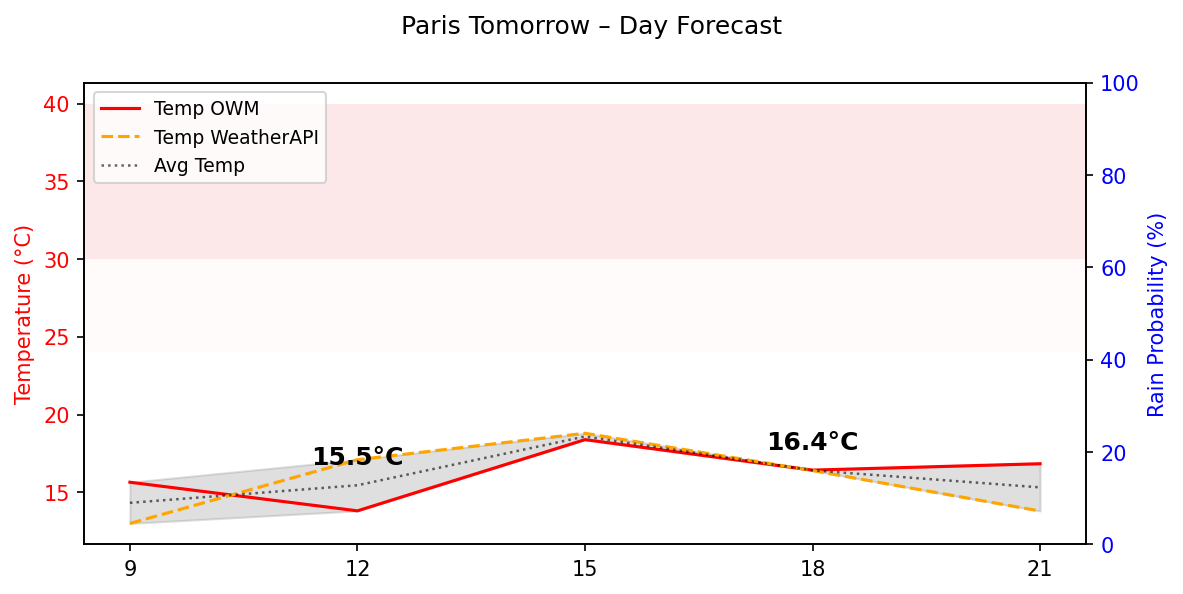 Paris Tomorrow – Day Forecast
Temp OWM
Temp WeatherAPI
Avg Temp
Temperature (°C)
40
35
30
25
20
15
15.5°C
16.4°C
100
80
60
40
20
0
Rain Probability (%)
9 12 15 18 21